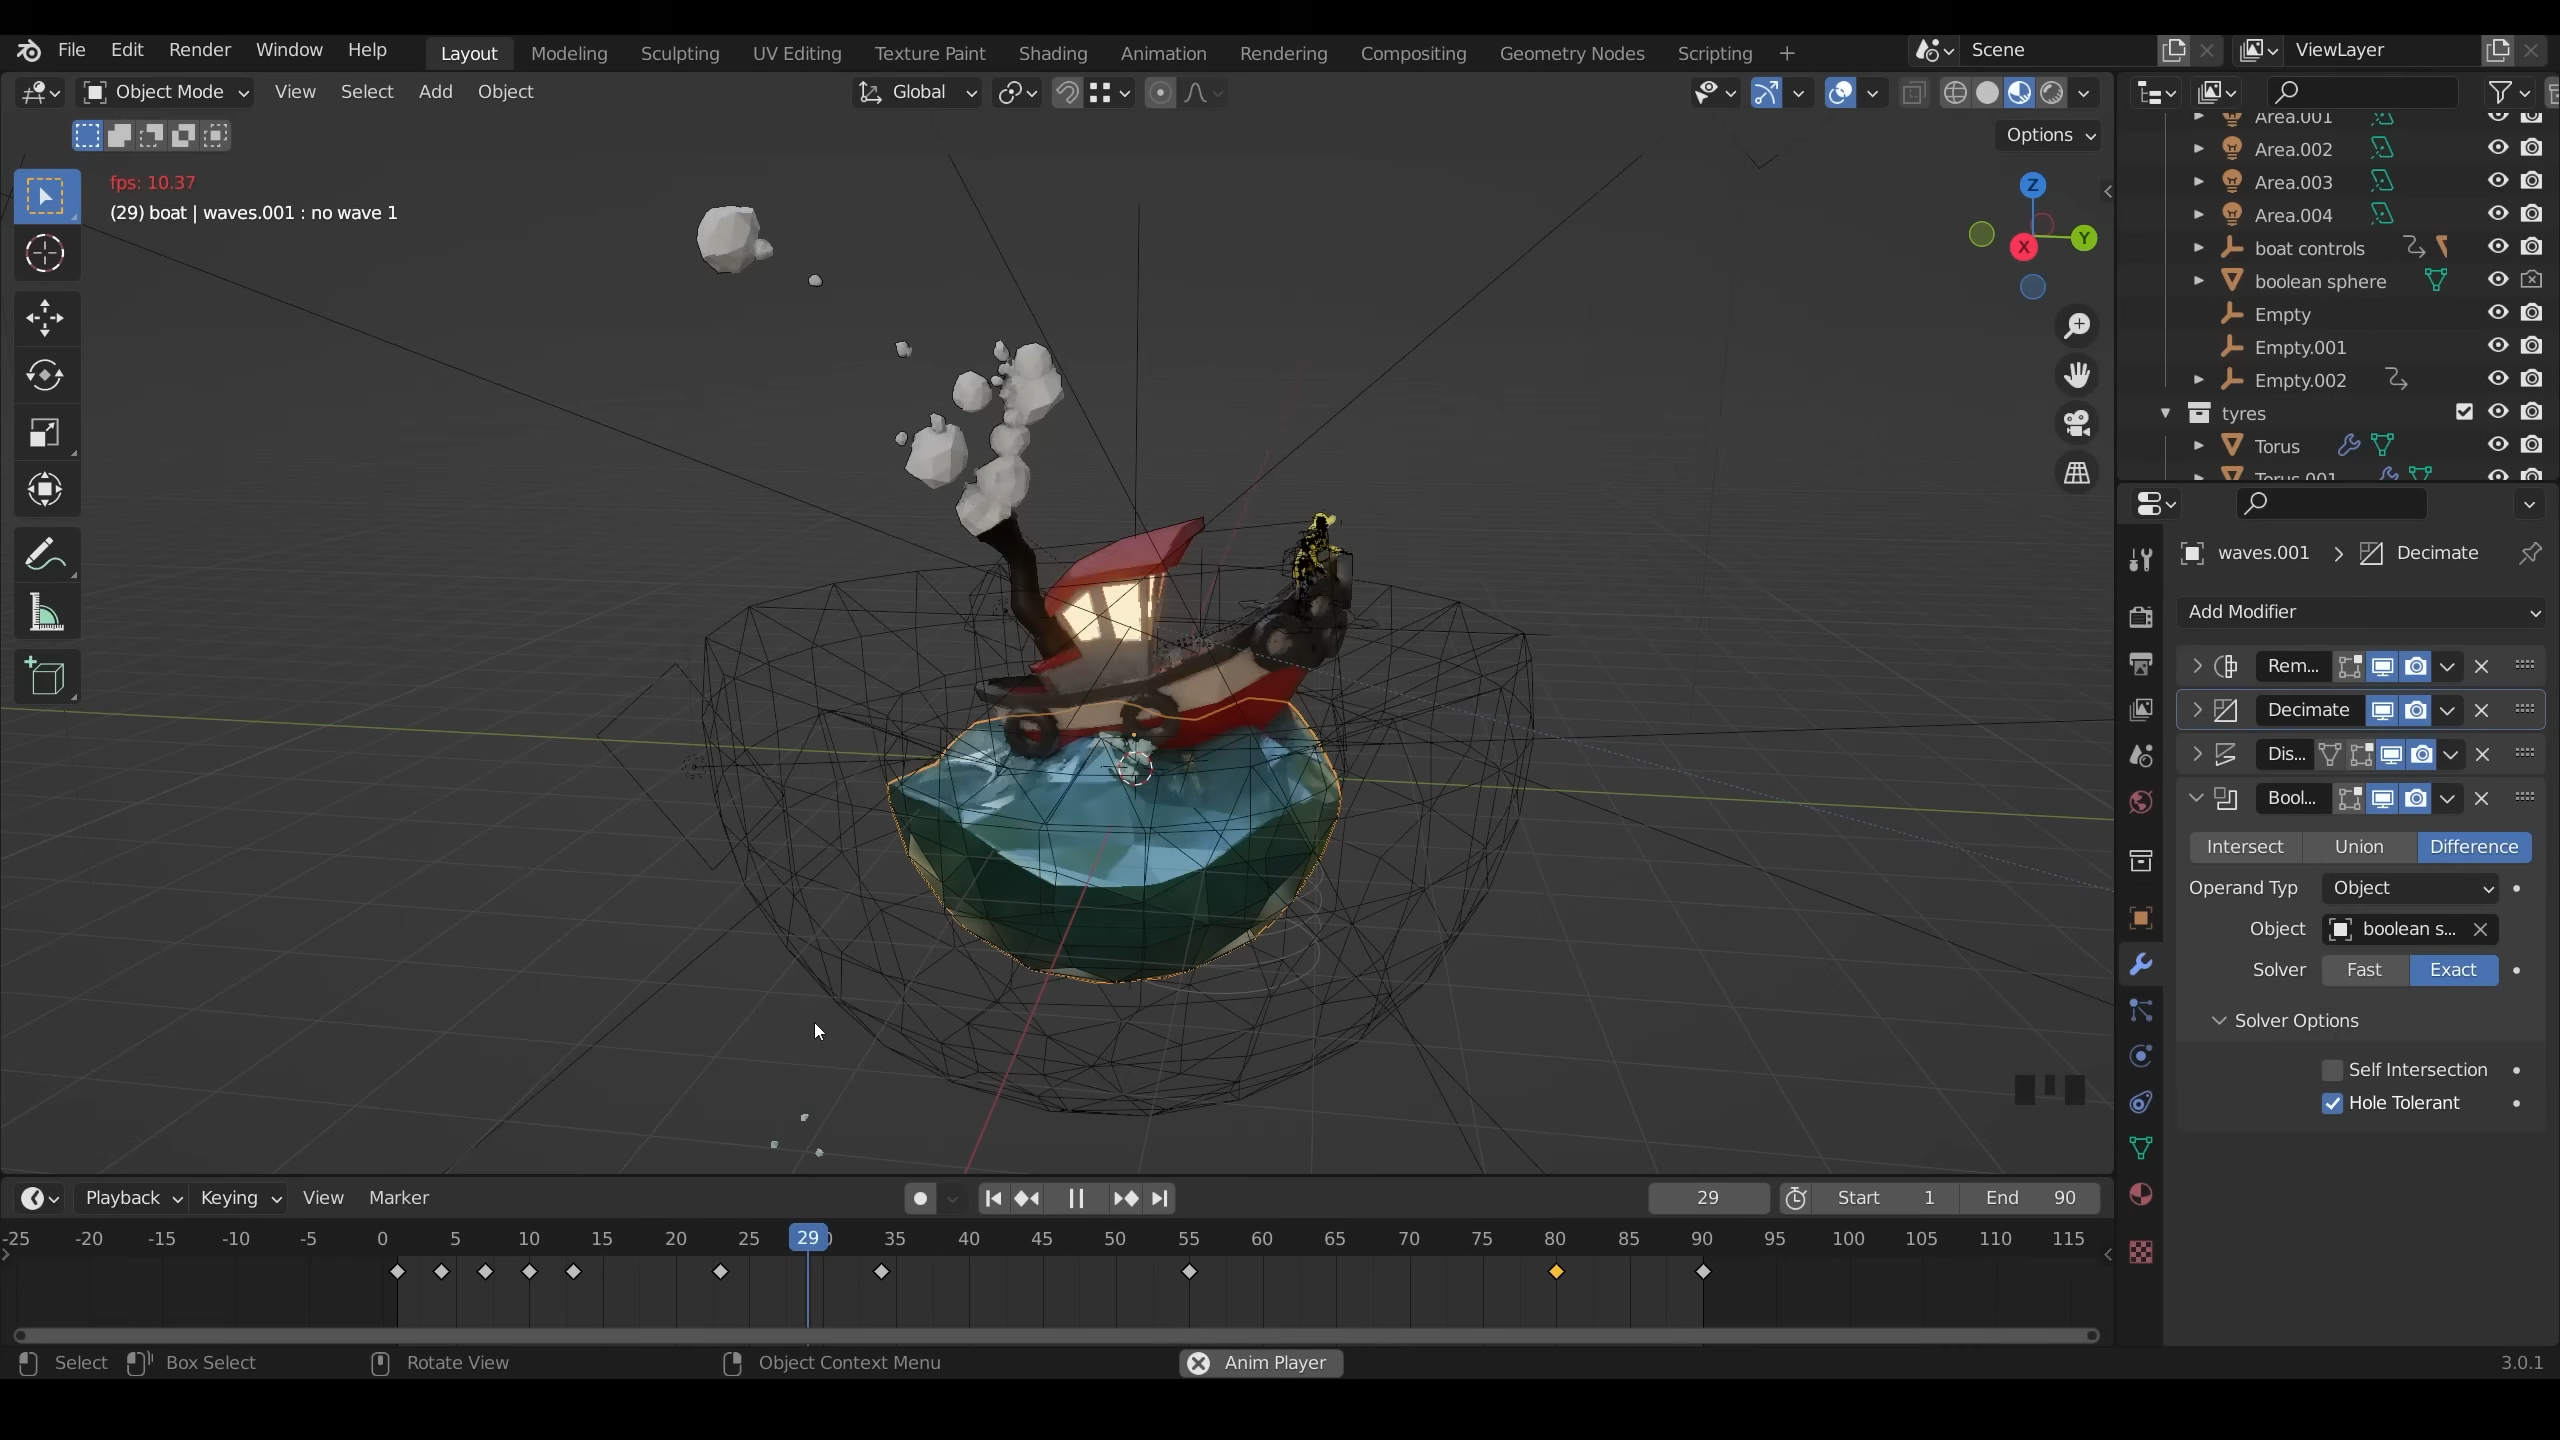 File Edit Render Window Help Layout Modeling Sculpting UV Editing Texture Paint Shading Animation Rendering Compositing Geometry Nodes Scripting + Scene ViewLayer
Object Mode View Select Add Object Global
Options
fps: 10.37
(29) boat | waves.001 : no wave 1
Z
Y
X
Area.001
Area.002
Area.003
Area.004
boat controls
boolean sphere
Empty
Empty.001
Empty.002
tyres
Torus
Torus.001
waves.001 > Decimate
Add Modifier
Rem...
Decimate
Dis...
Bool...
Intersect Union Difference
Operand Typ Object
Object boolean s...
Solver Fast Exact
Solver Options
Self Intersection
Hole Tolerant
Playback Keying View Marker 29 Start 1 End 90
-25 -20 -15 -10 -5 0 5 10 15 20 25 29 35 40 45 50 55 60 65 70 75 80 85 90 95 100 105 110 115
Select Box Select Rotate View Object Context Menu Anim Player 3.0.1